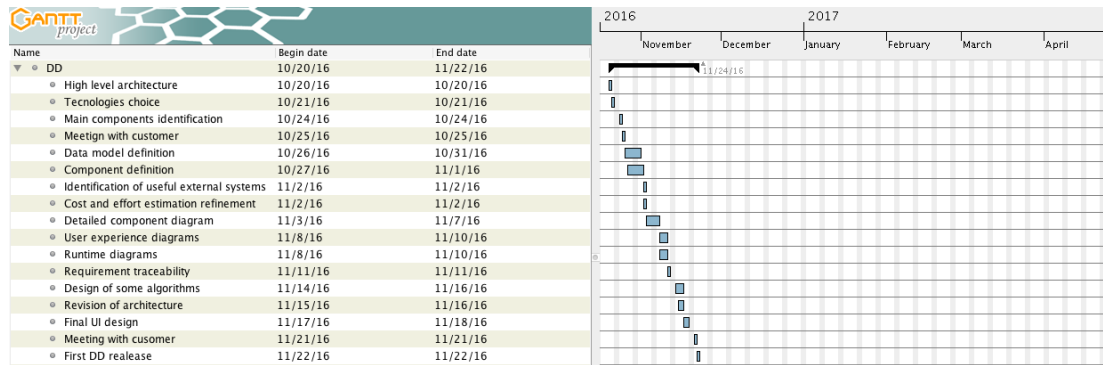 GANTT project
2016 2017
November December January February March April
Name Begin date End date
DD 10/20/16 11/22/16
11/24/16
High level architecture 10/20/16 10/20/16
Tecnologies choice 10/21/16 10/21/16
Main components identification 10/24/16 10/24/16
Meetign with customer 10/25/16 10/25/16
Data model definition 10/26/16 10/31/16
Component definition 10/27/16 11/1/16
Identification of useful external systems 11/2/16 11/2/16
Cost and effort estimation refinement 11/2/16 11/2/16
Detailed component diagram 11/3/16 11/7/16
User experience diagrams 11/8/16 11/10/16
Runtime diagrams 11/8/16 11/10/16
Requirement traceability 11/11/16 11/11/16
Design of some algorithms 11/14/16 11/16/16
Revision of architecture 11/15/16 11/16/16
Final UI design 11/17/16 11/18/16
Meeting with cusomer 11/21/16 11/21/16
First DD realease 11/22/16 11/22/16